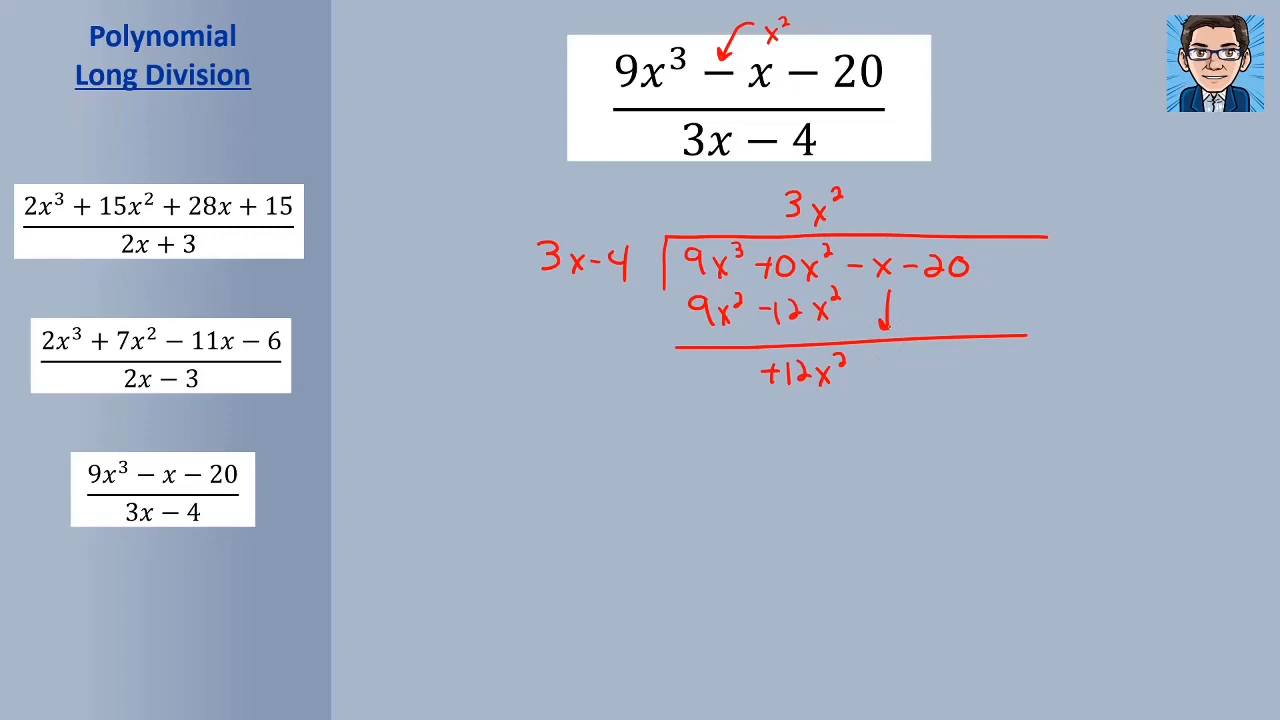 Polynomial
Long Division
2x³ + 15x² + 28x + 15
2x + 3
2x³ + 7x² − 11x − 6
2x − 3
9x³ − x − 20
3x − 4
x²
9x³ − x − 20
3x − 4
3x²
3x-4 9x³ +0x² - x - 20
9x³ -12x²
+12x²